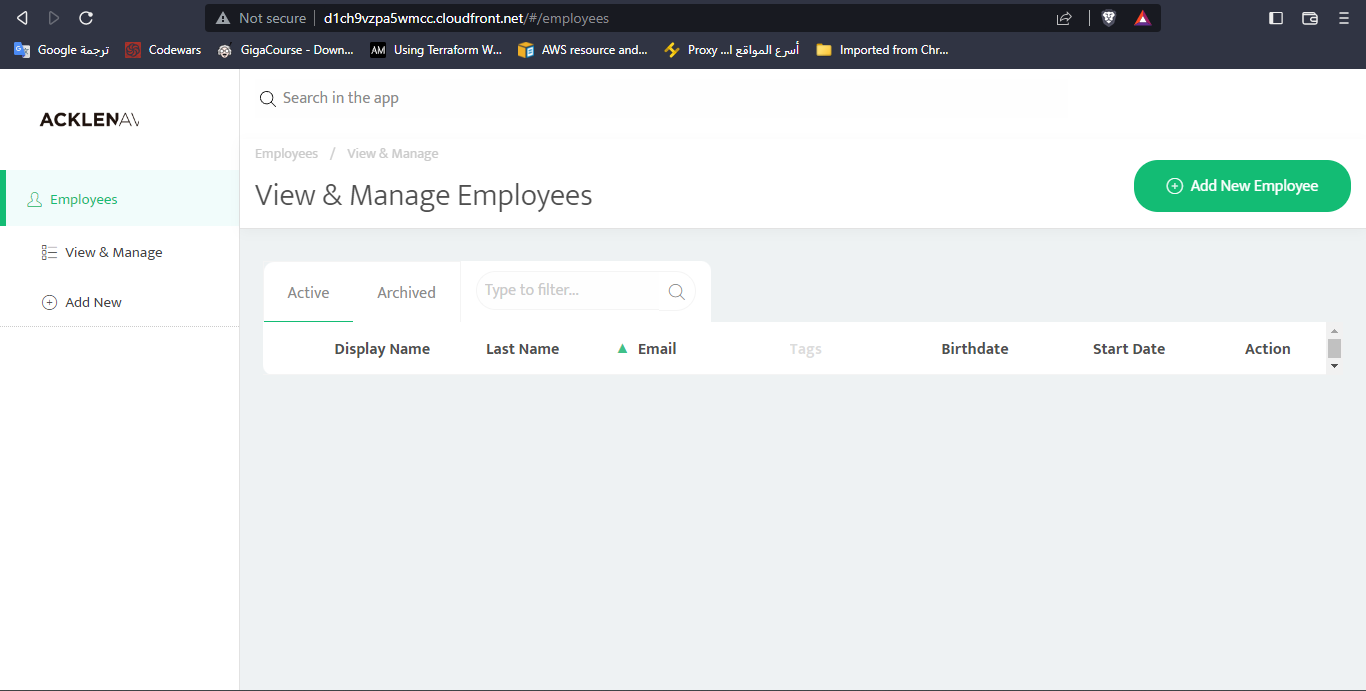 Not secure d1ch9vzpa5wmcc.cloudfront.net/#/employees
ترجمة Google Codewars GigaCourse - Down... AM Using Terraform W... AWS resource and... Proxy ...أسرع المواقع ا Imported from Chr...
ACKLENAV
Search in the app
Employees / View & Manage
View & Manage Employees
Add New Employee
Employees
View & Manage
Add New
Active Archived Type to filter...
Display Name Last Name Email Tags Birthdate Start Date Action